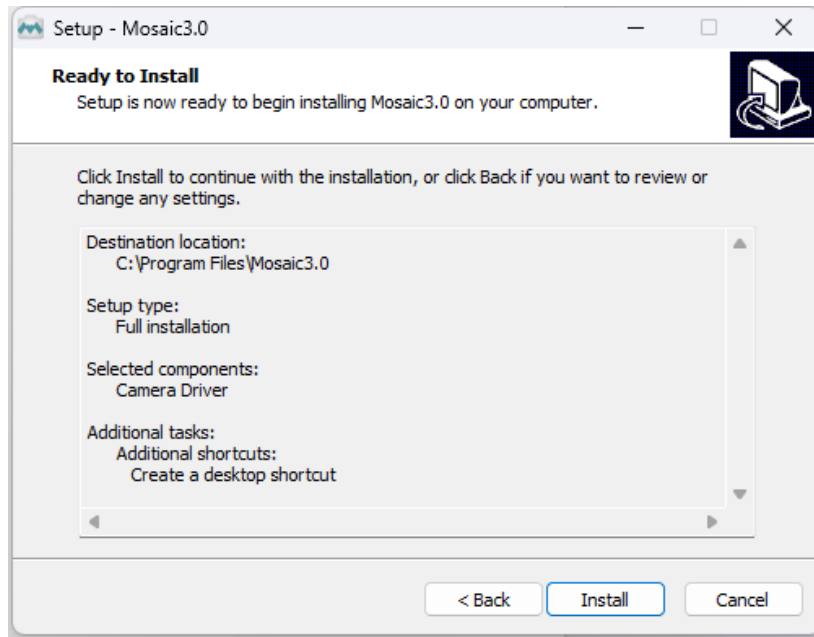 Setup - Mosaic3.0
Ready to Install
Setup is now ready to begin installing Mosaic3.0 on your computer.
Click Install to continue with the installation, or click Back if you want to review or
change any settings.
Destination location:
C:\Program Files\Mosaic3.0
Setup type:
Full installation
Selected components:
Camera Driver
Additional tasks:
Additional shortcuts:
Create a desktop shortcut
< Back
Install
Cancel